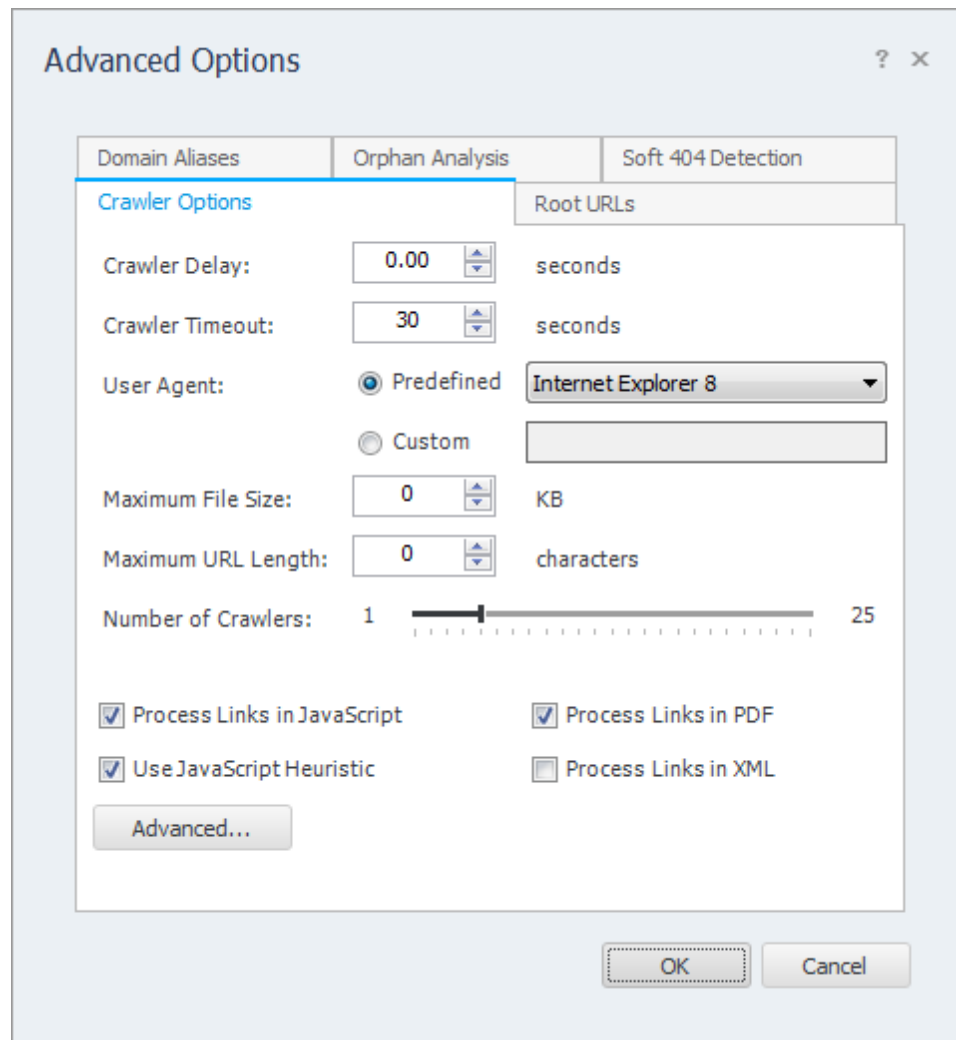 Advanced Options ? ×
Domain Aliases Orphan Analysis Soft 404 Detection
Crawler Options Root URLs
Crawler Delay: 0.00 seconds
Crawler Timeout: 30 seconds
User Agent: Predefined Internet Explorer 8
Custom
Maximum File Size: 0 KB
Maximum URL Length: 0 characters
Number of Crawlers: 1 25
Process Links in JavaScript Process Links in PDF
Use JavaScript Heuristic Process Links in XML
Advanced...
OK Cancel